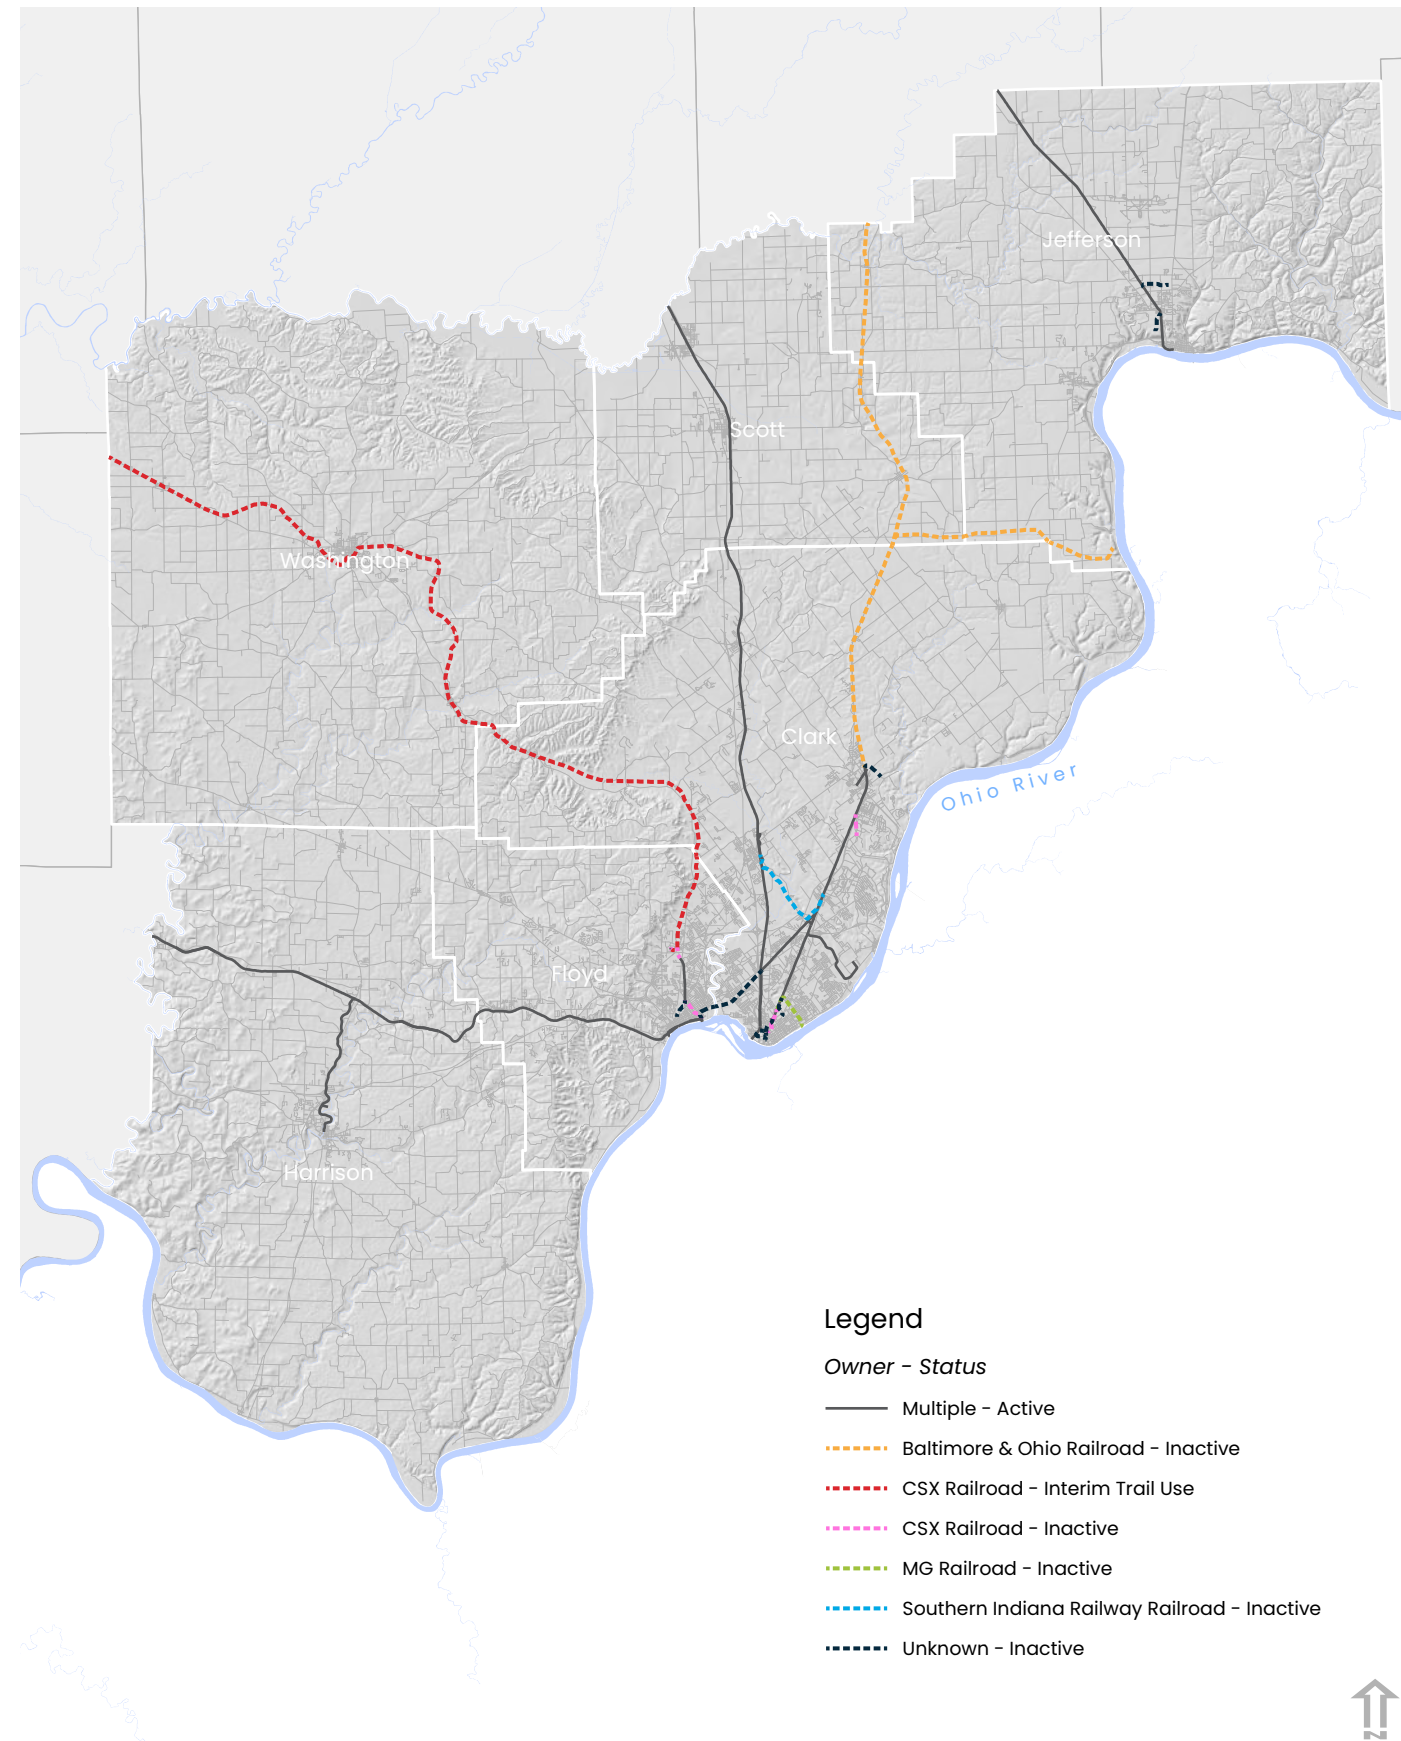 Jefferson
Scott
Washington
Clark
Ohio River
Floyd
Harrison
Legend
Owner - Status
Multiple - Active
Baltimore & Ohio Railroad - Inactive
CSX Railroad - Interim Trail Use
CSX Railroad - Inactive
MG Railroad - Inactive
Southern Indiana Railway Railroad - Inactive
Unknown - Inactive
N